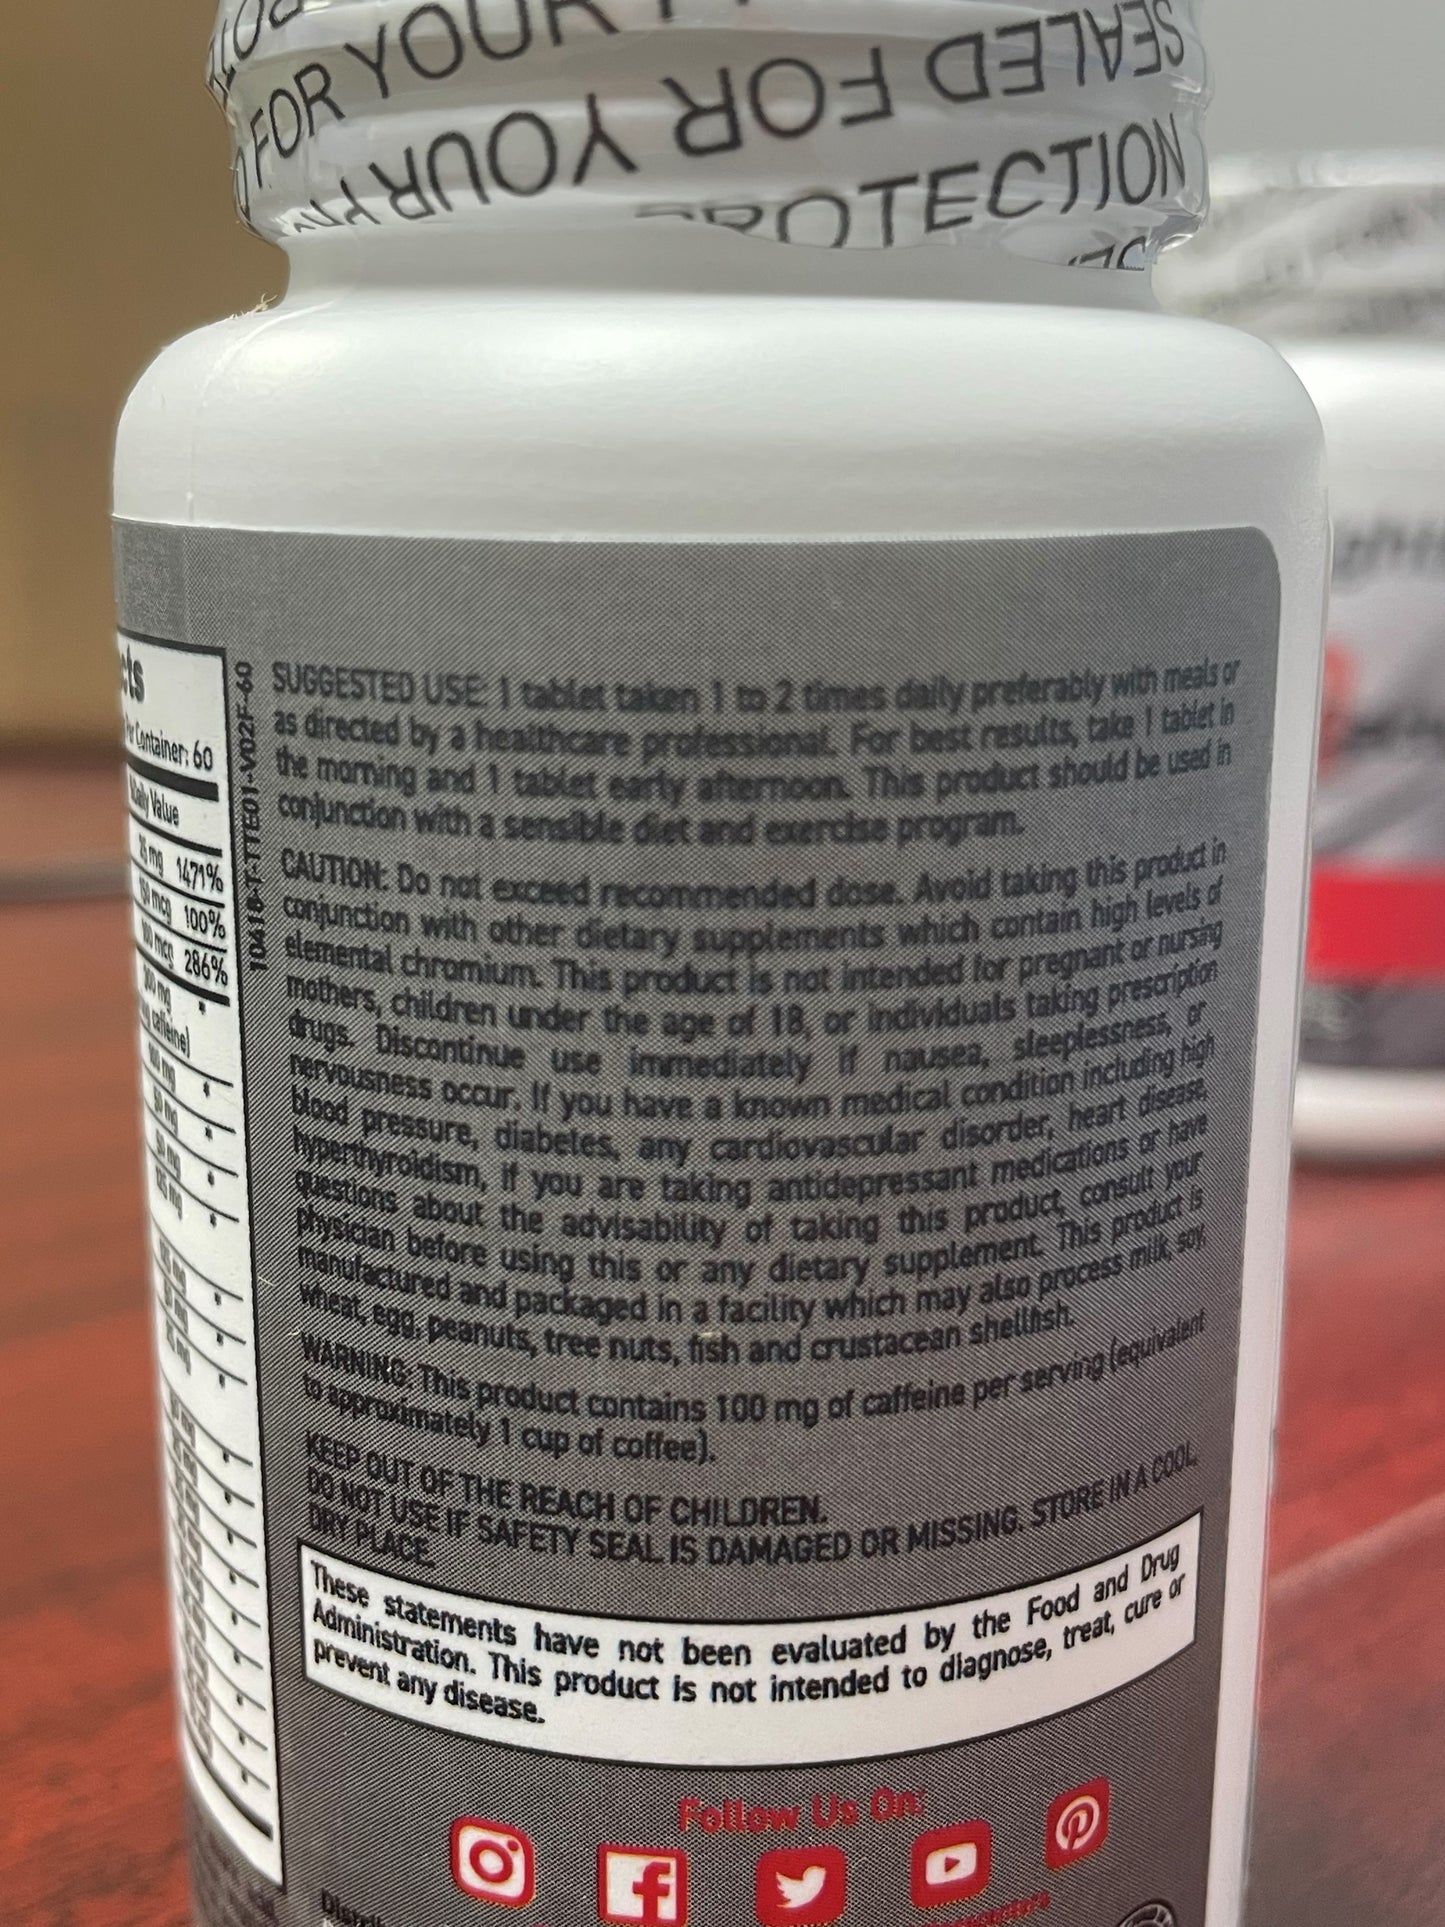 FOR YOUR
SEALED FOR YOUR
PROTECTION
Container: 60
Daily Value
25 mg 1471%
150 mcg 100%
100 mcg 286%
caffeine)
SUGGESTED USE: 1 tablet taken 1 to 2 times daily preferably with meals or
as directed by a healthcare professional. For best results, take 1 tablet in
the morning and 1 tablet early afternoon. This product should be used in
conjunction with a sensible diet and exercise program.
CAUTION: Do not exceed recommended dose. Avoid taking this product in
conjunction with other dietary supplements which contain high levels of
elemental chromium. This product is not intended for pregnant or nursing
mothers, children under the age of 18, or individuals taking prescription
drugs. Discontinue use immediately if nausea, sleeplessness, or
nervousness occur. If you have a known medical condition including high
blood pressure, diabetes, any cardiovascular disorder, heart disease,
hyperthyroidism, if you are taking antidepressant medications or have
questions about the advisability of taking this product, consult your
physician before using this or any dietary supplement. This product is
manufactured and packaged in a facility which may also process milk, soy,
wheat, egg, peanuts, tree nuts, fish and crustacean shellfish.
WARNING: This product contains 100 mg of caffeine per serving (equivalent
to approximately 1 cup of coffee).
KEEP OUT OF THE REACH OF CHILDREN.
DO NOT USE IF SAFETY SEAL IS DAMAGED OR MISSING. STORE IN A COOL,
DRY PLACE.
These statements have not been evaluated by the Food and Drug
Administration. This product is not intended to diagnose, treat, cure or
prevent any disease.
Follow Us On: